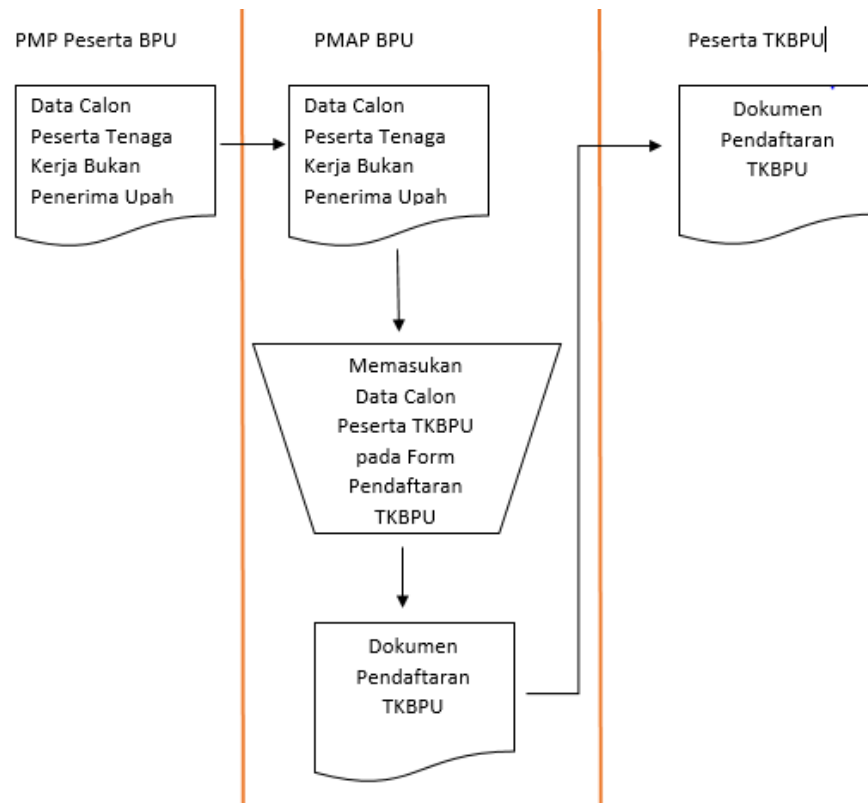 PMP Peserta BPU
PMAP BPU
Peserta TKBPU
Data Calon
Peserta Tenaga
Kerja Bukan
Penerima Upah
Data Calon
Peserta Tenaga
Kerja Bukan
Penerima Upah
Dokumen
Pendaftaran
TKBPU
Memasukan
Data Calon
Peserta TKBPU
pada Form
Pendaftaran
TKBPU
Dokumen
Pendaftaran
TKBPU